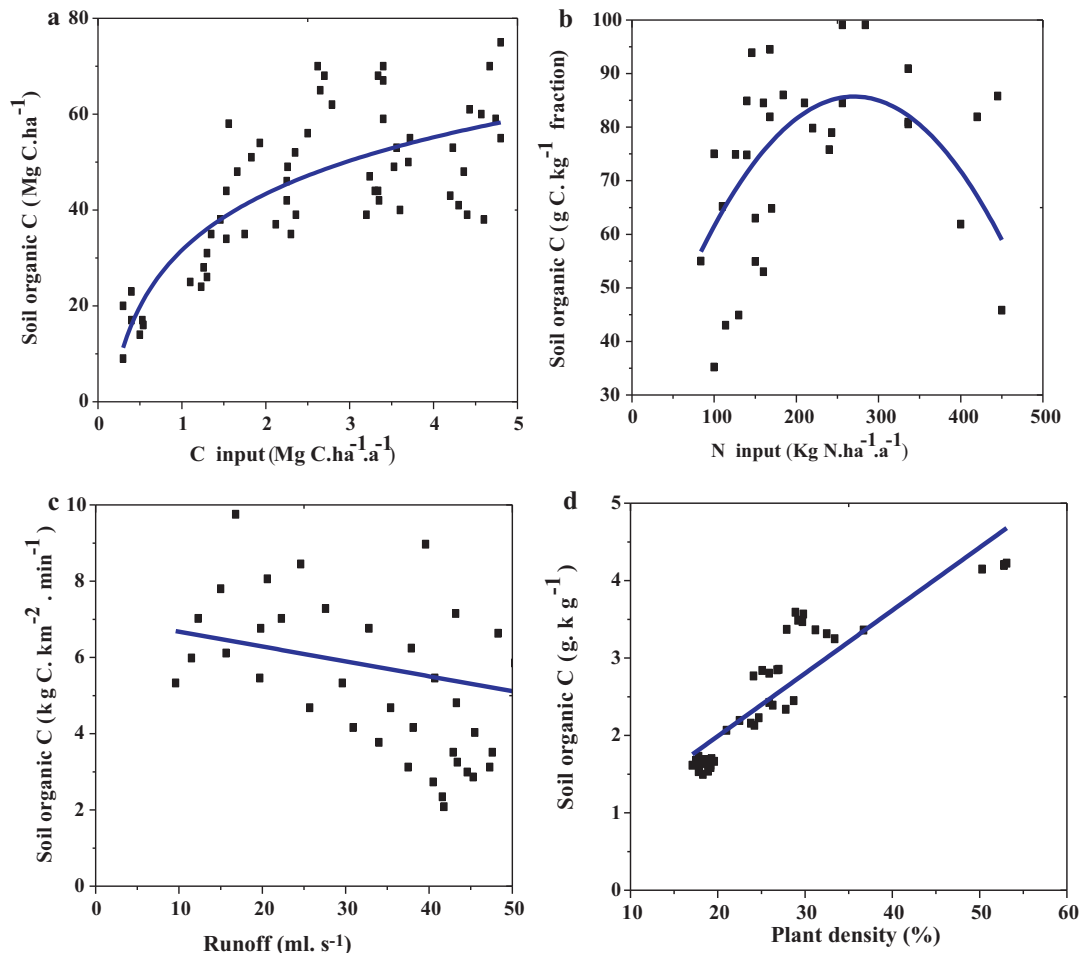 a
80
60
40
20
0
0 1 2 3 4 5
Soil organic C (Mg C.ha⁻¹)
C input (Mg C.ha⁻¹.a⁻¹)
b
100
90
80
70
60
50
40
30
0 100 200 300 400 500
Soil organic C (g C. kg⁻¹ fraction)
N input (Kg N.ha⁻¹.a⁻¹)
c
10
8
6
4
2
0
0 10 20 30 40 50
Soil organic C (kg C. km⁻² . min⁻¹)
Runoff (ml. s⁻¹)
d
5
4
3
2
1
0
10 20 30 40 50 60
Soil organic C (g. kg⁻¹)
Plant density (%)